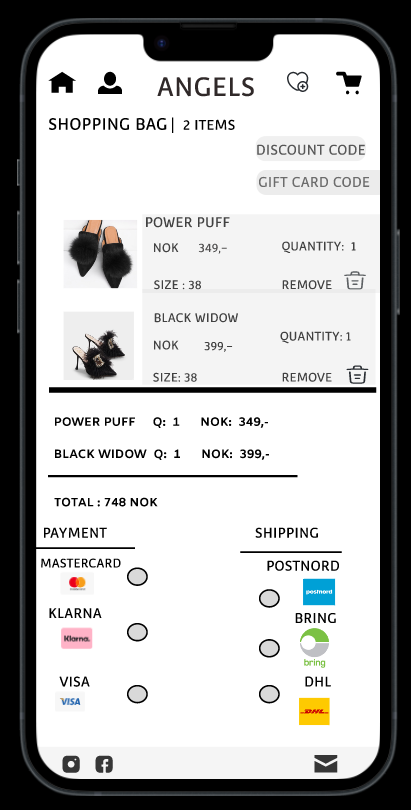 ANGELS
SHOPPING BAG| 2 ITEMS
DISCOUNT CODE
GIFT CARD CODE
POWER PUFF
NOK 349,- QUANTITY: 1
SIZE : 38 REMOVE
BLACK WIDOW
NOK 399,- QUANTITY: 1
SIZE: 38 REMOVE
POWER PUFF Q: 1 NOK: 349,-
BLACK WIDOW Q: 1 NOK: 399,-
TOTAL : 748 NOK
PAYMENT SHIPPING
MASTERCARD POSTNORD
postnord
KLARNA BRING
Klarna.
bring
VISA DHL
VISA
DHL